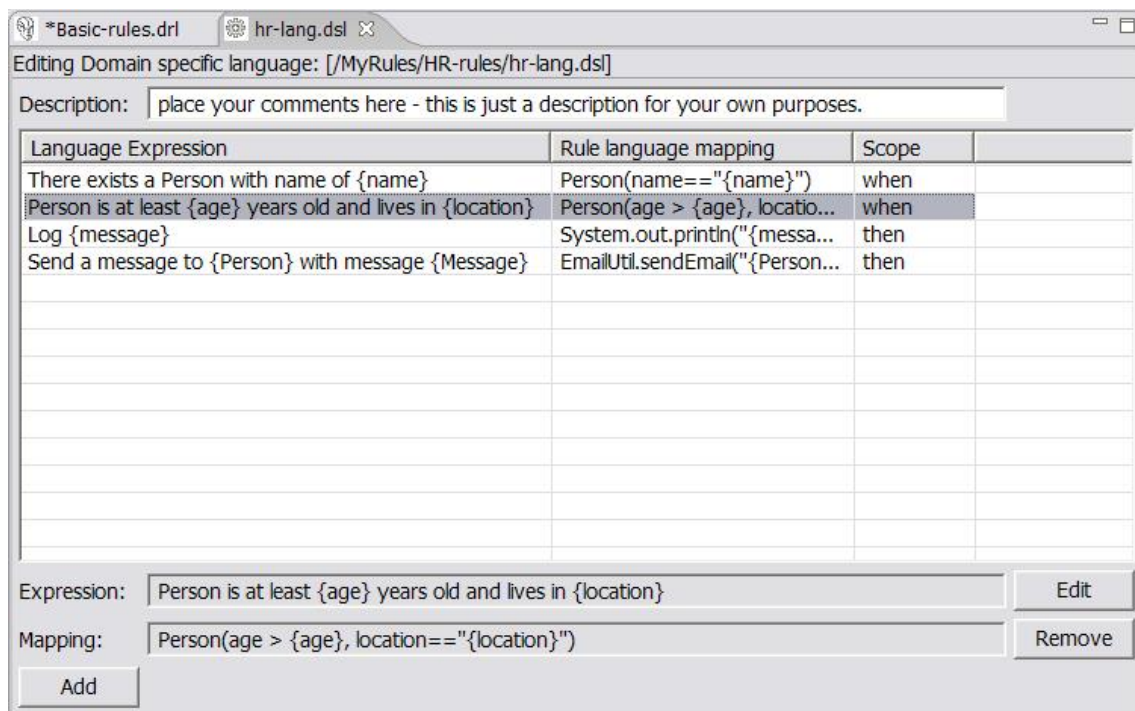 *Basic-rules.drl hr-lang.dsl
Editing Domain specific language: [/MyRules/HR-rules/hr-lang.dsl]
Description: place your comments here - this is just a description for your own purposes.
Language Expression Rule language mapping Scope
There exists a Person with name of {name} Person(name=="{name}") when
Person is at least {age} years old and lives in {location} Person(age > {age}, locatio... when
Log {message} System.out.println("{messa... then
Send a message to {Person} with message {Message} EmailUtil.sendEmail("{Person... then
Expression: Person is at least {age} years old and lives in {location} Edit
Mapping: Person(age > {age}, location=="{location}") Remove
Add